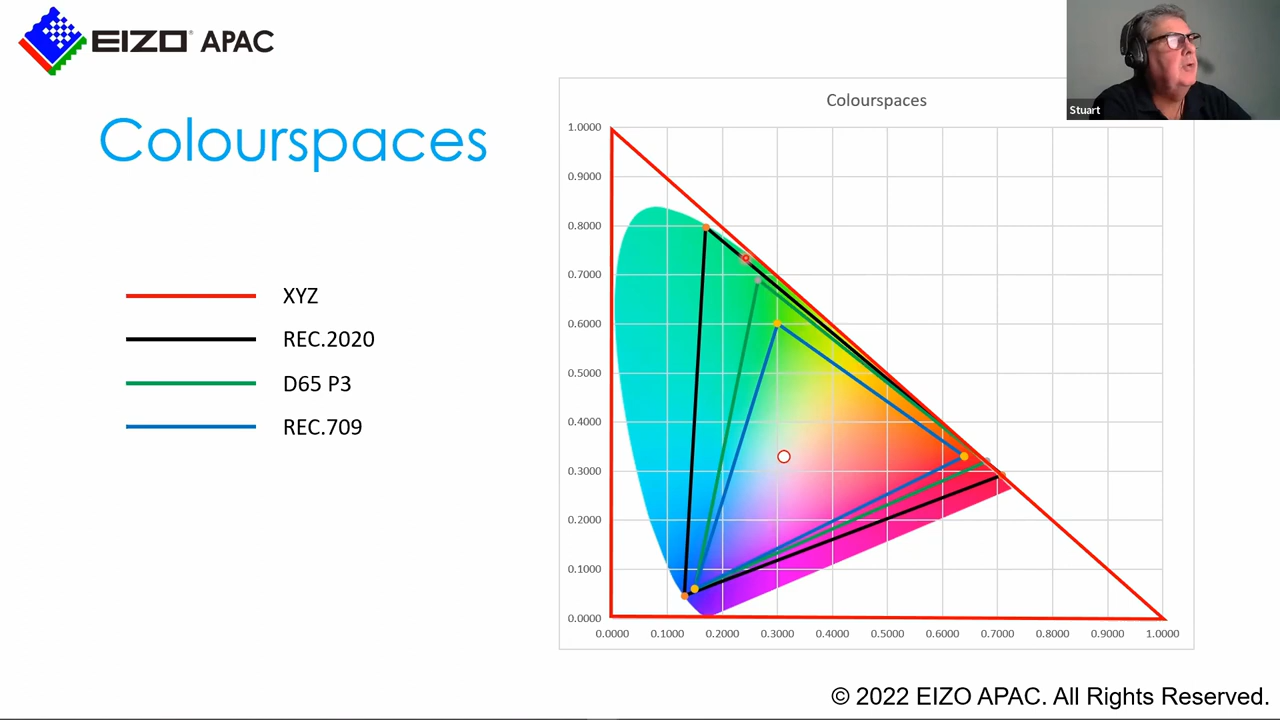 EIZO® APAC
Stuart
Colourspaces
Colourspaces
XYZ
REC.2020
D65 P3
REC.709
1.0000
0.9000
0.8000
0.7000
0.6000
0.5000
0.4000
0.3000
0.2000
0.1000
0.0000
0.0000 0.1000 0.2000 0.3000 0.4000 0.5000 0.6000 0.7000 0.8000 0.9000 1.0000
© 2022 EIZO APAC. All Rights Reserved.